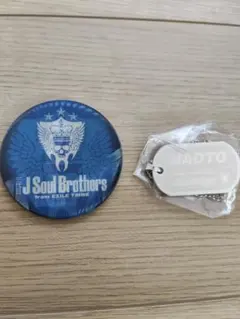 J Soul Brothers
from EXILE TRIBE
NAOTO